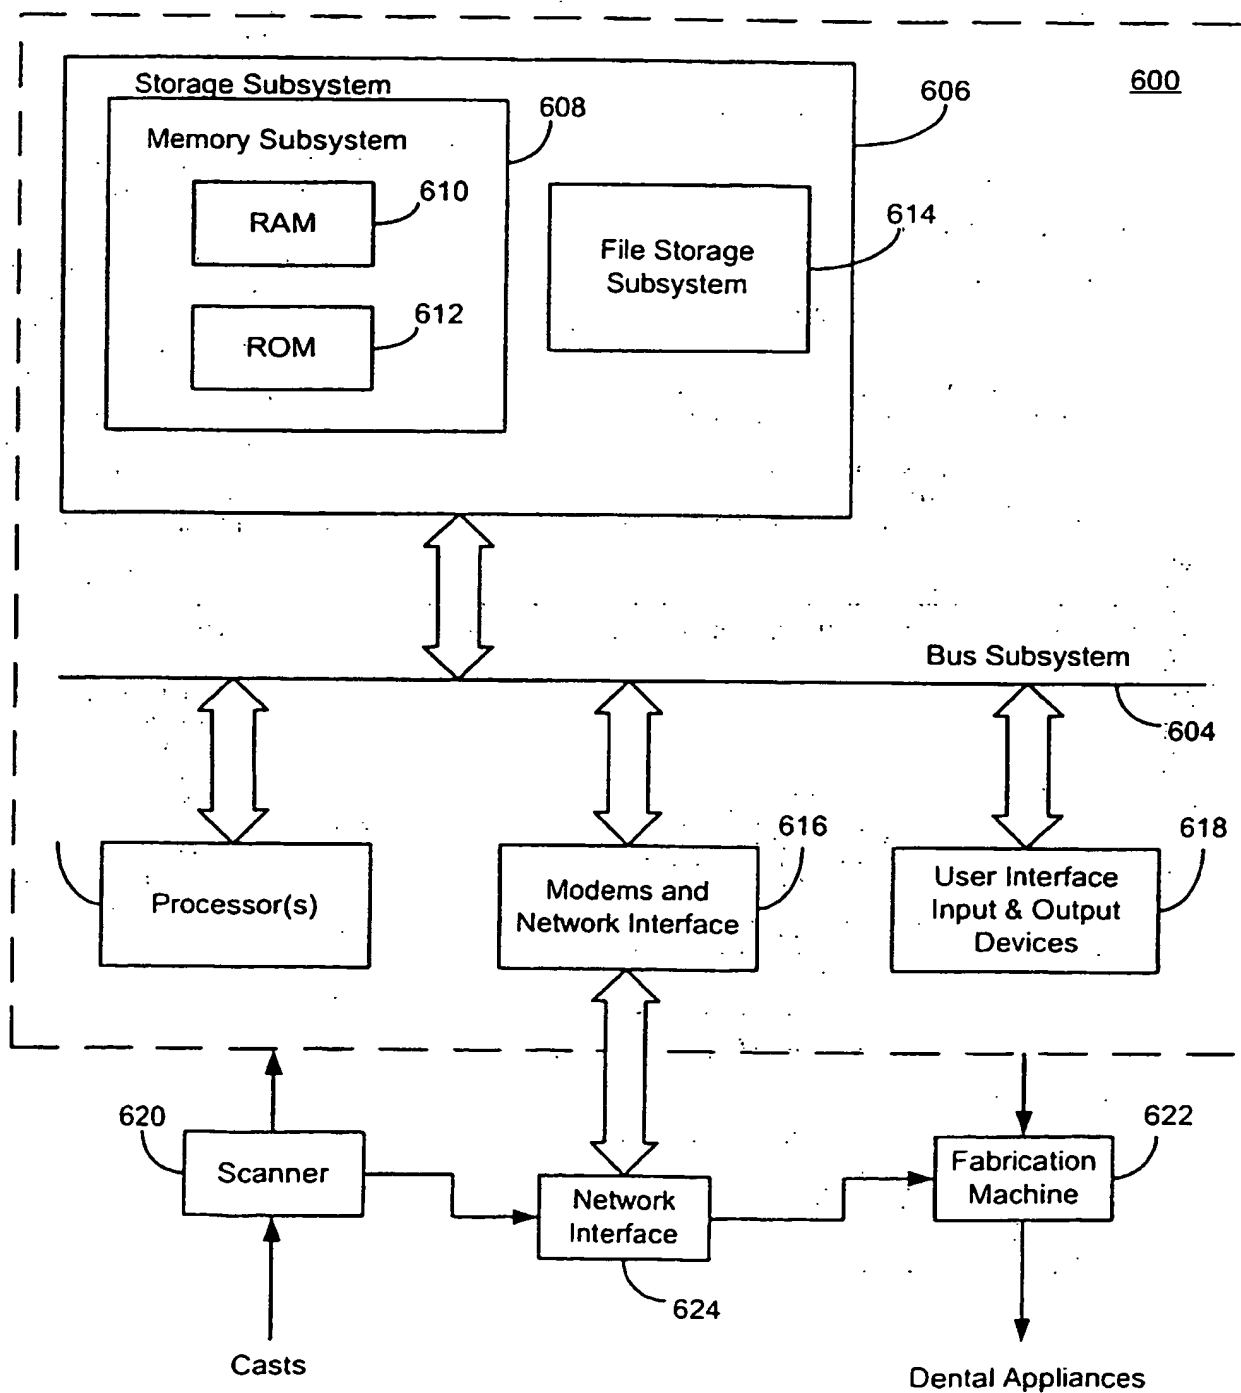 Storage Subsystem
606
600
608
Memory Subsystem
610
RAM
614
File Storage
Subsystem
612
ROM
Bus Subsystem
604
616
618
Processor(s)
Modems and
Network Interface
User Interface
Input & Output
Devices
620
622
Scanner
Network
Interface
Fabrication
Machine
624
Casts
Dental Appliances